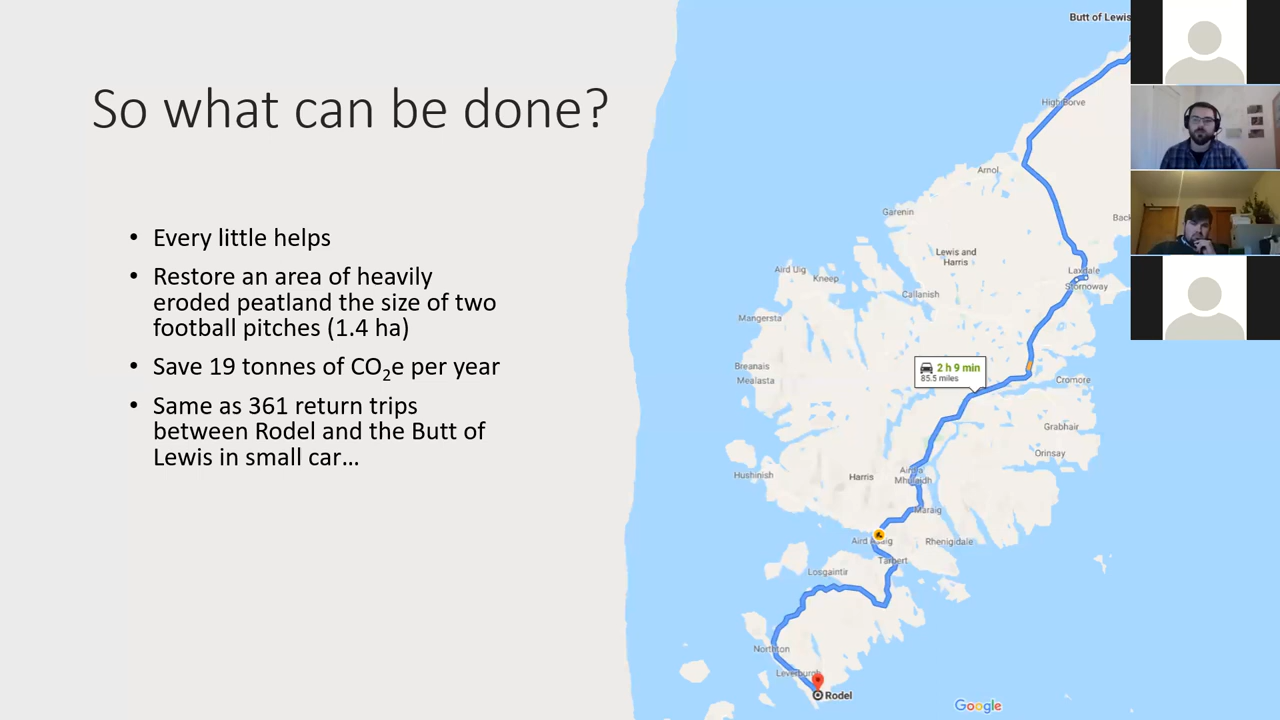 So what can be done?
• Every little helps
• Restore an area of heavily
eroded peatland the size of two
football pitches (1.4 ha)
• Save 19 tonnes of CO₂e per year
• Same as 361 return trips
between Rodel and the Butt of
Lewis in small car…
Butt of Lewis
High Borve
Arnol
Garenin
Back
Lewis and
Harris
Aird Uig
Kneep
Laxdale
Stornoway
Callanish
Mangersta
2 h 9 min
85.5 miles
Breanais
Mealasta
Cromore
Grabhair
Orinsay
Hushinish
Harris
Maraig
Rhenigidale
Tarbert
Losgaintir
Northton
Leverburgh
Rodel
Google